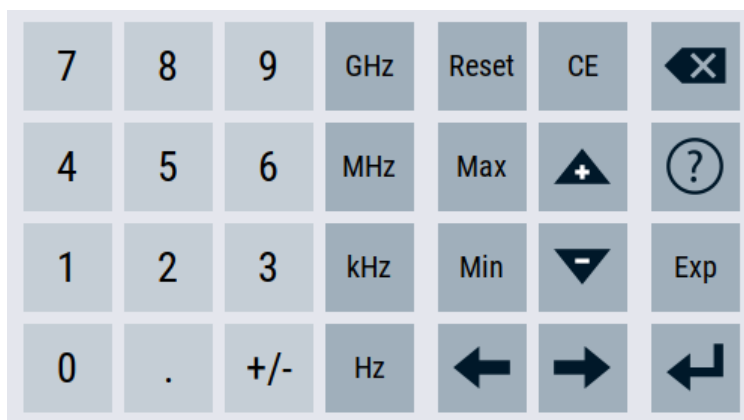 7 8 9 GHz Reset CE
4 5 6 MHz Max + ?
1 2 3 kHz Min - Exp
0 . +/- Hz